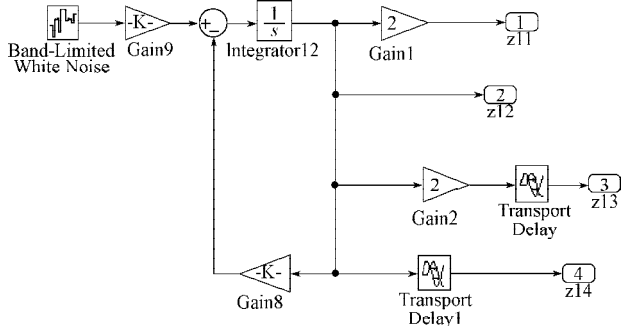 1
s
-K-
+
−
2
1
Band-Limited
White Noise
Gain9
Integrator12
Gain1
z11
2
z12
2
3
Gain2
Transport
Delay
z13
-K-
4
Gain8
Transport
Delay1
z14